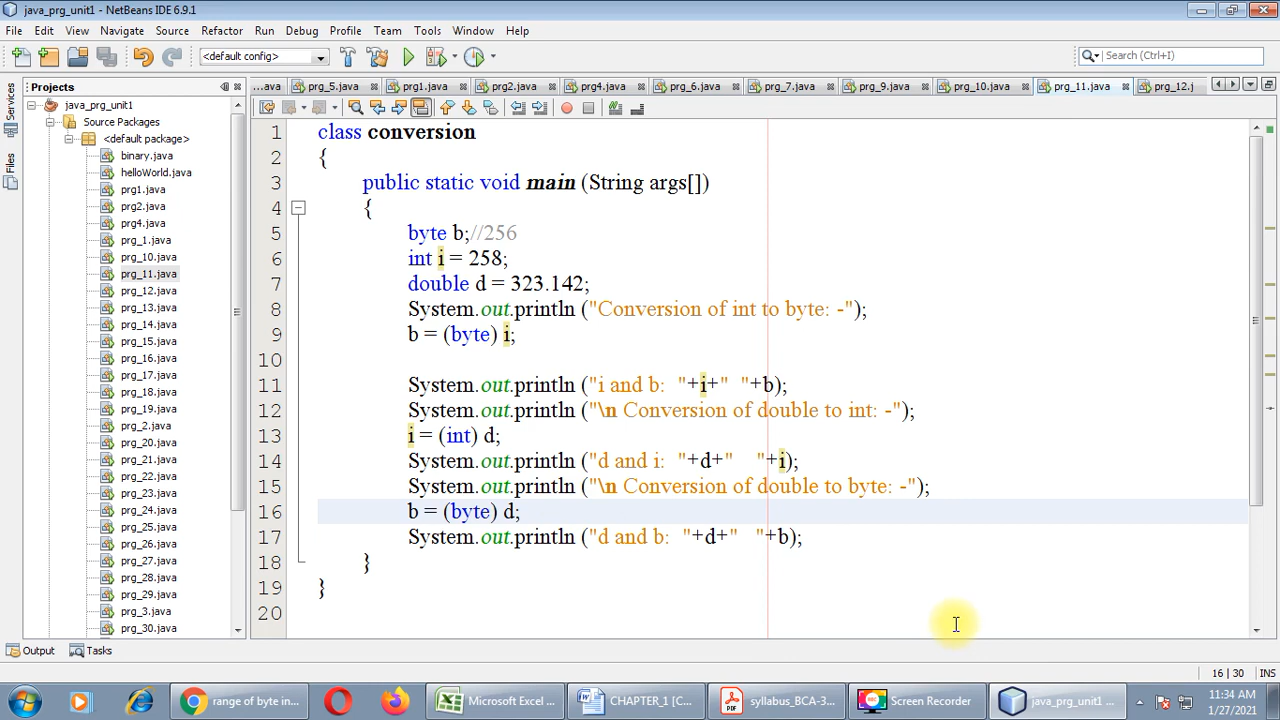 java_prg_unit1 - NetBeans IDE 6.9.1
File Edit View Navigate Source Refactor Run Debug Profile Team Tools Window Help
<default config>
Search (Ctrl+I)
Projects
...ava prg_5.java prg1.java prg2.java prg4.java prg_6.java prg_7.java prg_9.java prg_10.java prg_11.java prg_12.j
Services
Files
java_prg_unit1
Source Packages
<default package>
binary.java
helloWorld.java
prg1.java
prg2.java
prg4.java
prg_1.java
prg_10.java
prg_11.java
prg_12.java
prg_13.java
prg_14.java
prg_15.java
prg_16.java
prg_17.java
prg_18.java
prg_19.java
prg_2.java
prg_20.java
prg_21.java
prg_22.java
prg_23.java
prg_24.java
prg_25.java
prg_26.java
prg_27.java
prg_28.java
prg_29.java
prg_3.java
prg_30.java
1 class conversion
2 {
3 public static void main (String args[])
4 {
5 byte b;//256
6 int i = 258;
7 double d = 323.142;
8 System.out.println ("Conversion of int to byte: -");
9 b = (byte) i;
10
11 System.out.println ("i and b:  "+i+"  "+b);
12 System.out.println ("\n Conversion of double to int: -");
13 i = (int) d;
14 System.out.println ("d and i:  "+d+"    "+i);
15 System.out.println ("\n Conversion of double to byte: -");
16 b = (byte) d;
17 System.out.println ("d and b:  "+d+"   "+b);
18 }
19 }
20
Output Tasks
16 | 30 INS
range of byte in... Microsoft Excel ... CHAPTER_1 [C... syllabus_BCA-3... Screen Recorder java_prg_unit1 ...
11:34 AM
1/27/2021